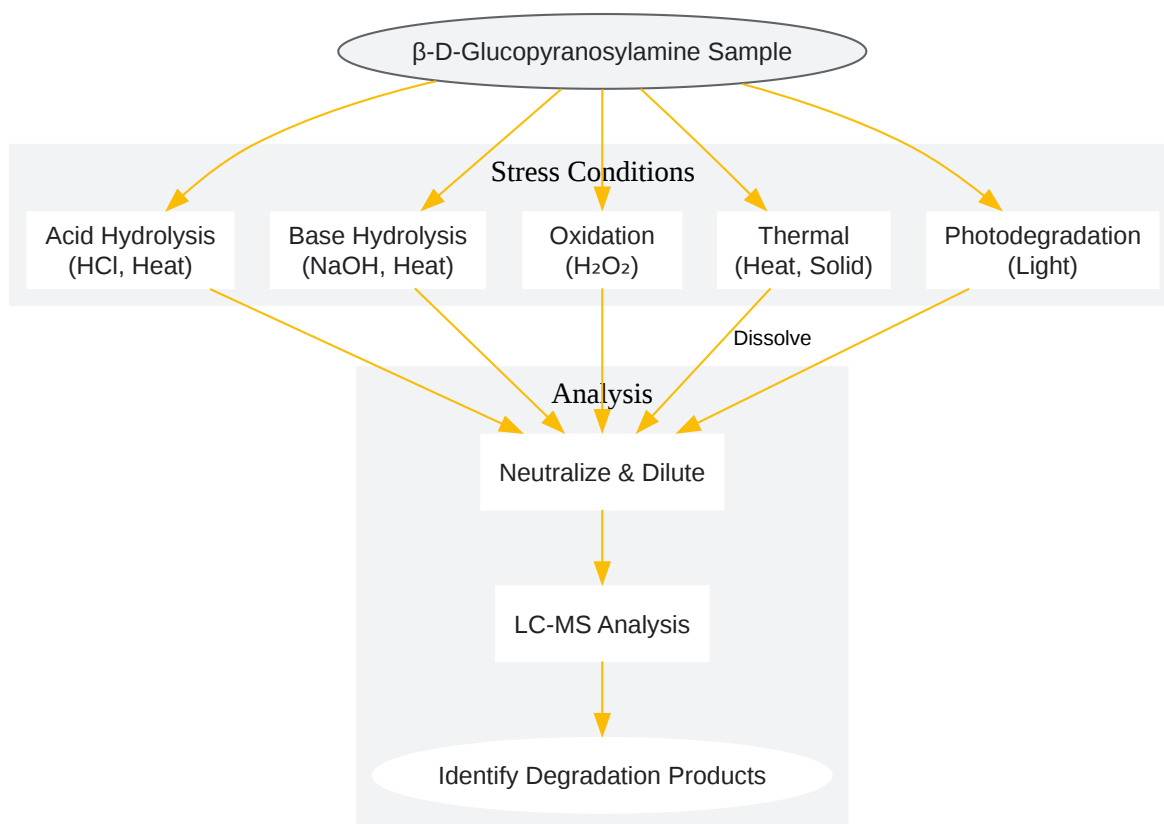 β-D-Glucopyranosylamine Sample
Stress Conditions
Acid Hydrolysis
(HCl, Heat)
Base Hydrolysis
(NaOH, Heat)
Oxidation
(H₂O₂)
Thermal
(Heat, Solid)
Photodegradation
(Light)
Dissolve
Analysis
Neutralize & Dilute
LC-MS Analysis
Identify Degradation Products